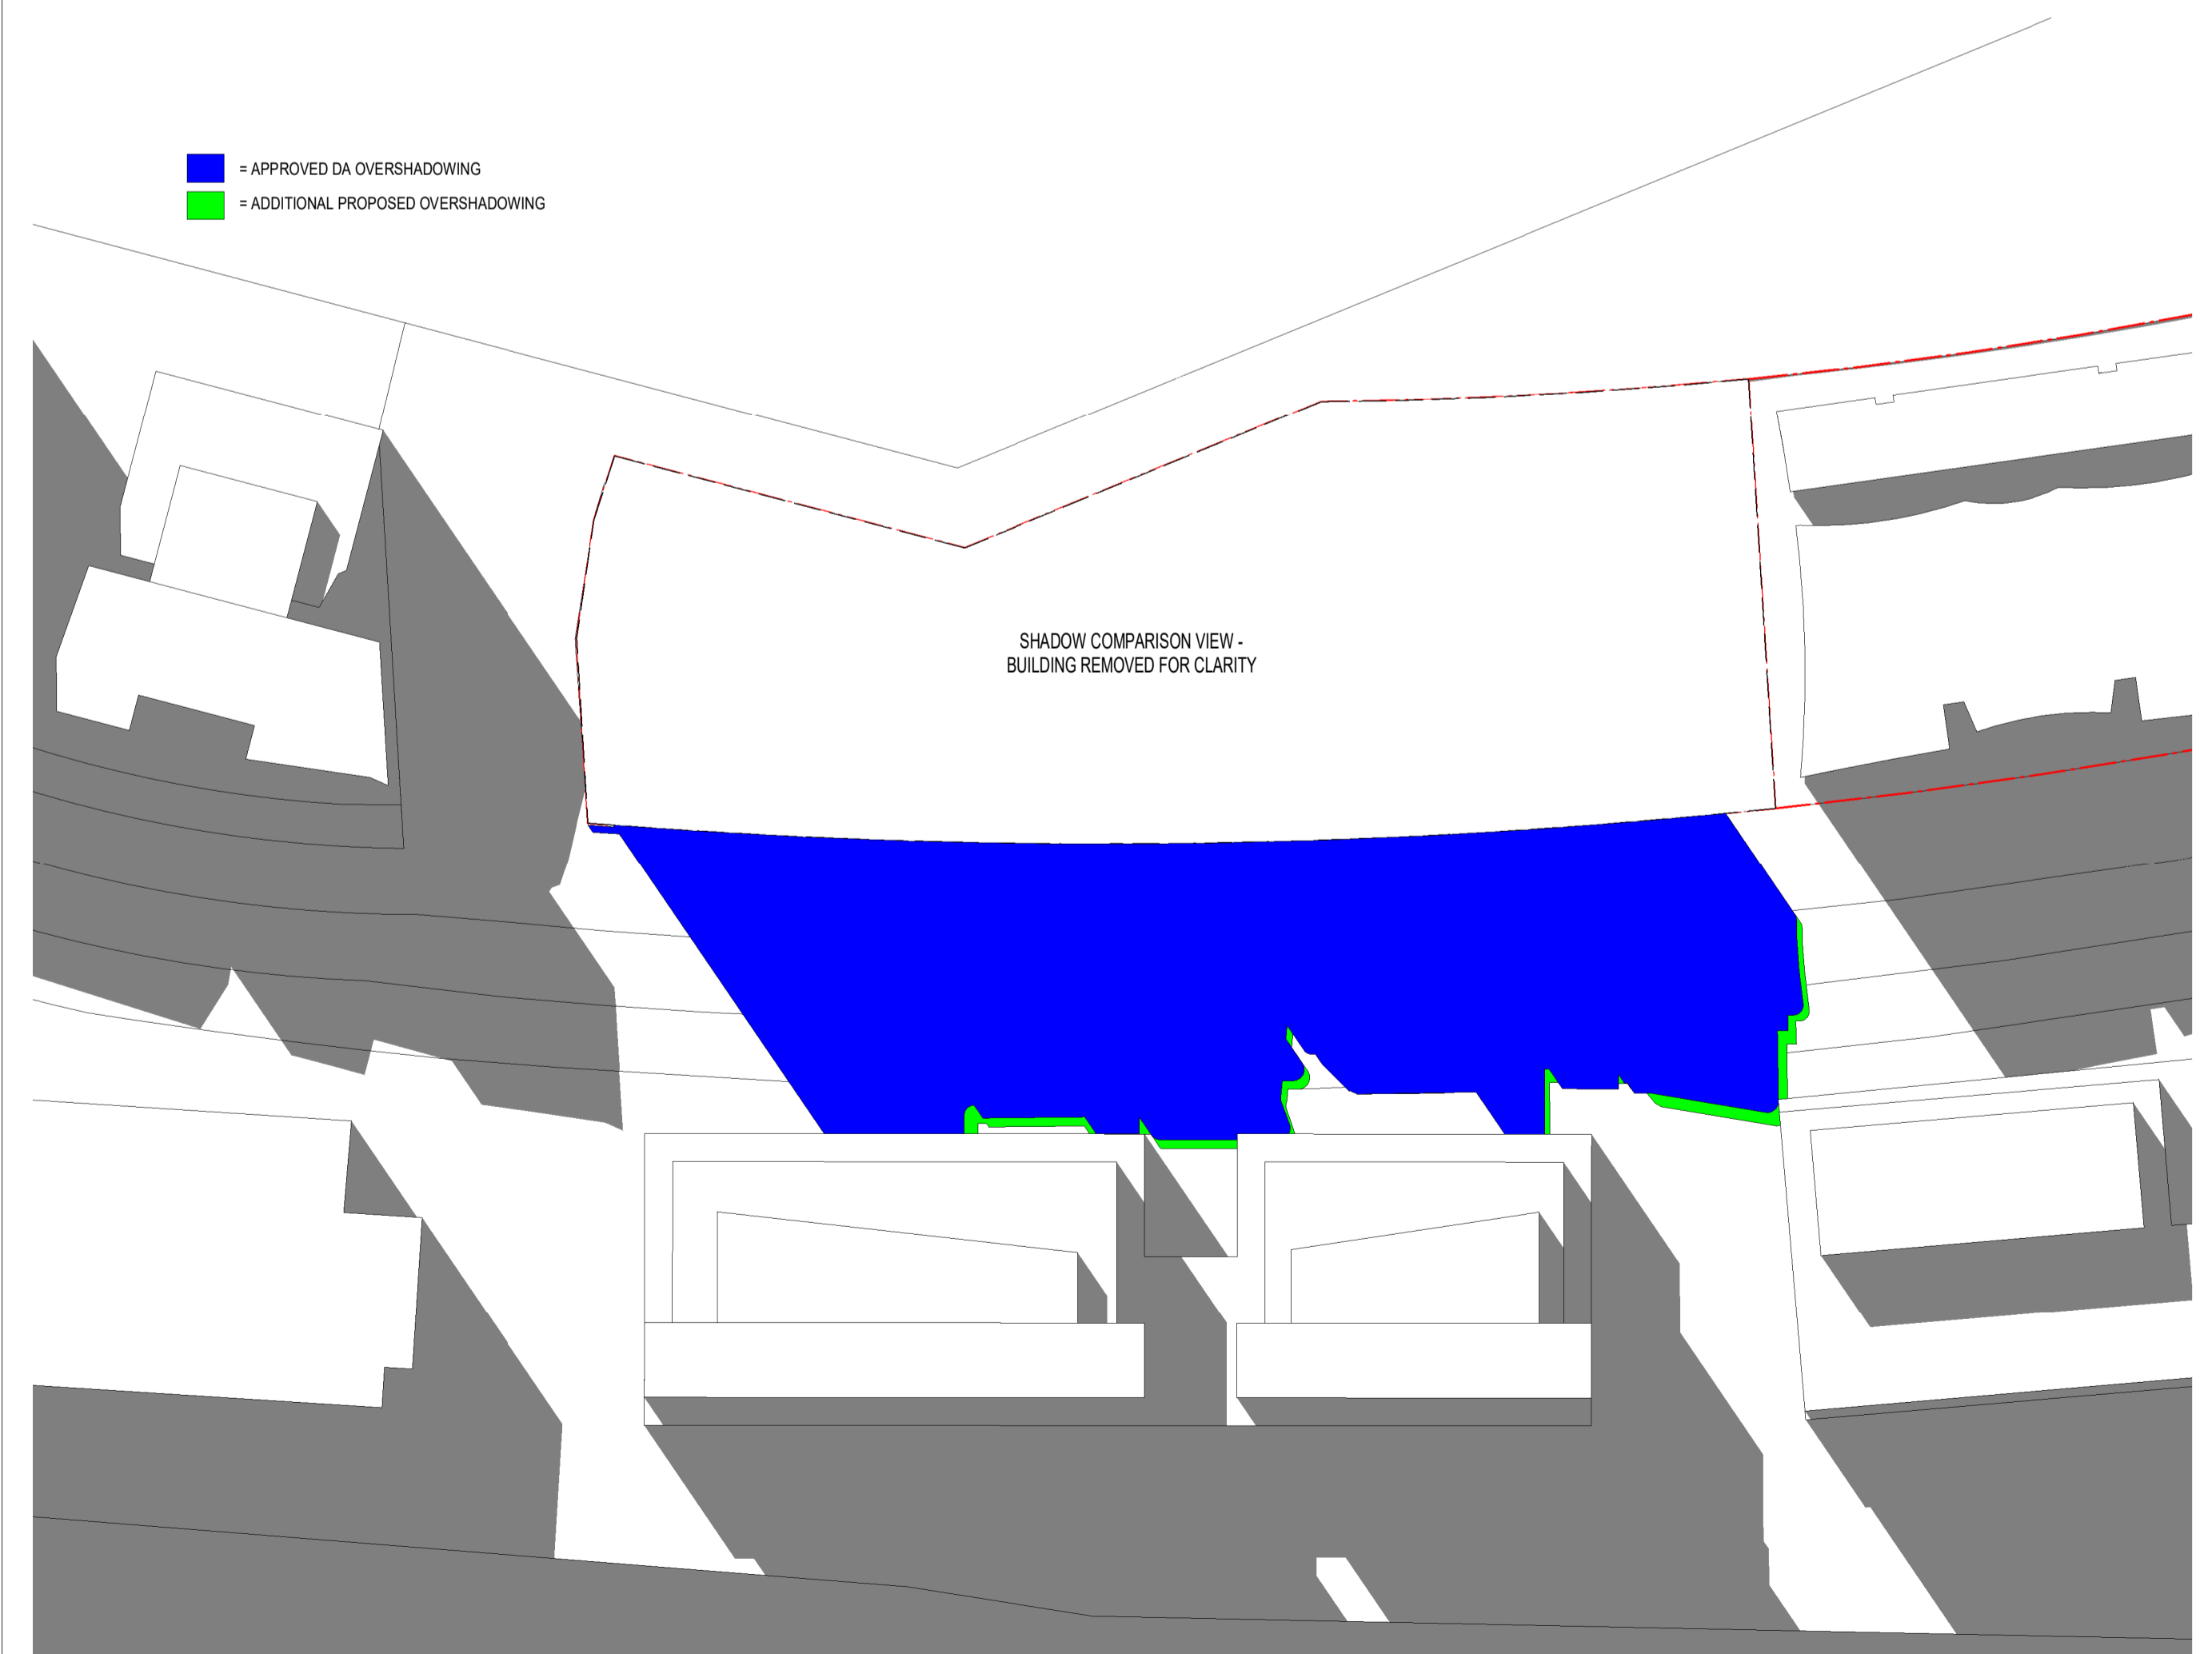 = APPROVED DA OVERSHADOWING
= ADDITIONAL PROPOSED OVERSHADOWING
SHADOW COMPARISON VIEW -
BUILDING REMOVED FOR CLARITY